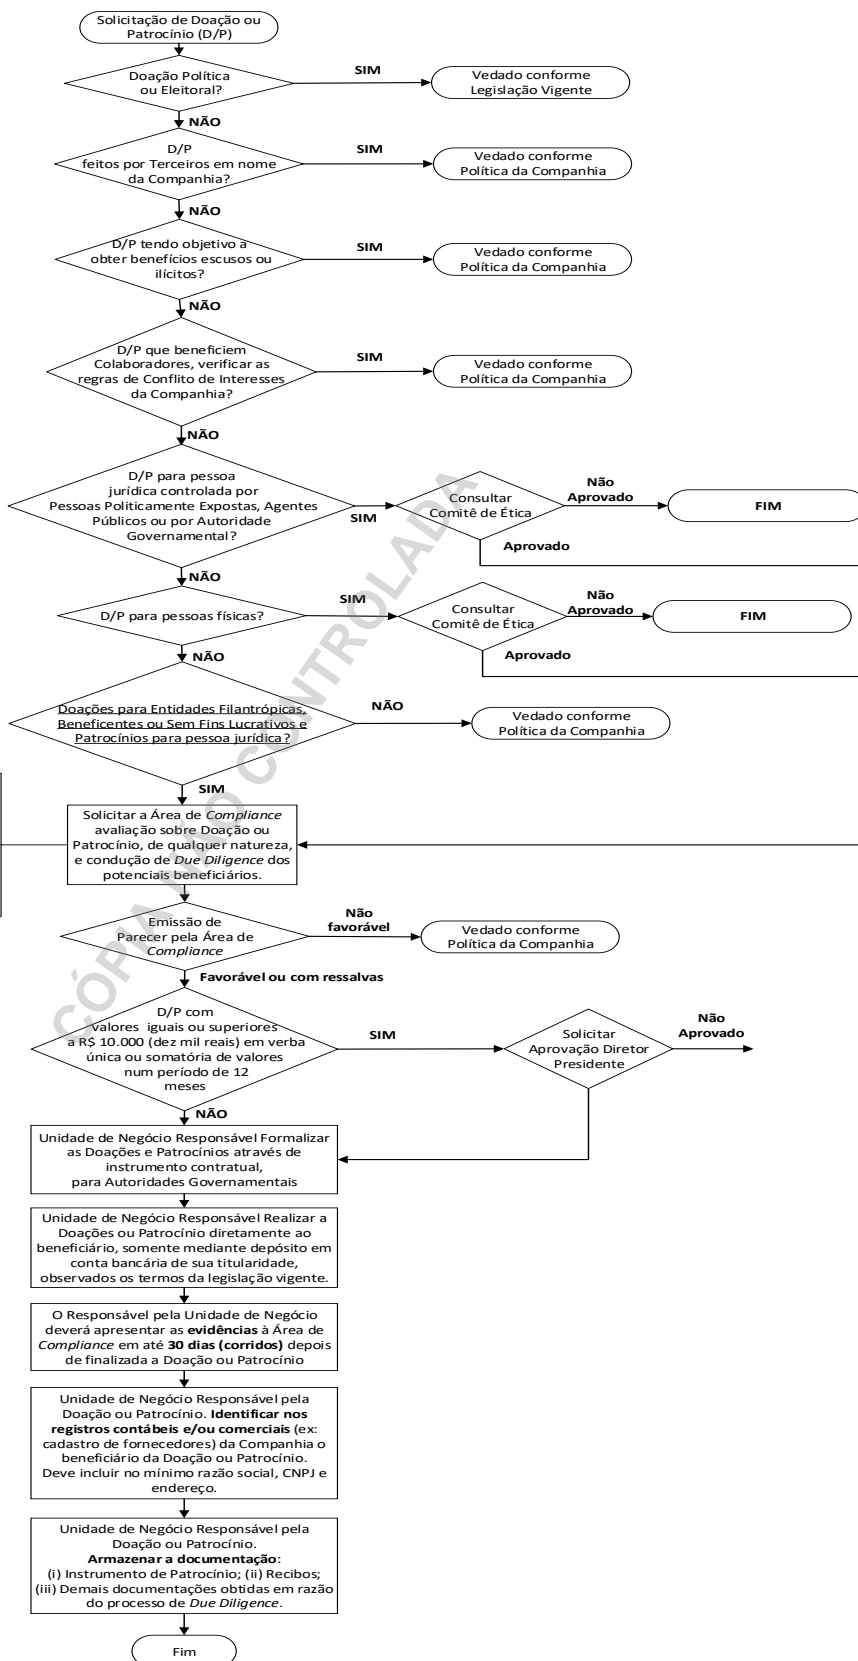 Solicitação de Doação ou
Patrocínio (D/P)
Doação Política
ou Eleitoral?
SIM
Vedado conforme
Legislação Vigente
NÃO
D/P
feitos por Terceiros em nome
da Companhia?
SIM
Vedado conforme
Política da Companhia
NÃO
D/P tendo objetivo a
obter benefícios escusos ou
ilícitos?
SIM
Vedado conforme
Política da Companhia
NÃO
D/P que beneficiem
Colaboradores, verificar as
regras de Conflito de Interesses
da Companhia?
SIM
Vedado conforme
Política da Companhia
NÃO
D/P para pessoa
jurídica controlada por
Pessoas Politicamente Expostas, Agentes
Públicos ou por Autoridade
Governamental?
SIM
Consultar
Comitê de Ética
Não
Aprovado
FIM
Aprovado
NÃO
D/P para pessoas físicas?
SIM
Consultar
Comitê de Ética
Não
Aprovado
FIM
Aprovado
NÃO
Doações para Entidades Filantrópicas,
Beneficentes ou Sem Fins Lucrativos e
Patrocínios para pessoa jurídica?
NÃO
Vedado conforme
Política da Companhia
SIM
Solicitar a Área de Compliance
avaliação sobre Doação ou
Patrocínio, de qualquer natureza,
e condução de Due Diligence dos
potenciais beneficiários.
Emissão de
Parecer pela Área de
Compliance
Não
favorável
Vedado conforme
Política da Companhia
Favorável ou com ressalvas
D/P com
valores iguais ou superiores
a R$ 10.000 (dez mil reais) em verba
única ou somatória de valores
num período de 12
meses
SIM
Solicitar
Aprovação Diretor
Presidente
Não
Aprovado
NÃO
Unidade de Negócio Responsável Formalizar
as Doações e Patrocínios através de
instrumento contratual,
para Autoridades Governamentais
Unidade de Negócio Responsável Realizar a
Doações ou Patrocínio diretamente ao
beneficiário, somente mediante depósito em
conta bancária de sua titularidade,
observados os termos da legislação vigente.
O Responsável pela Unidade de Negócio
deverá apresentar as evidências à Área de
Compliance em até 30 dias (corridos) depois
de finalizada a Doação ou Patrocínio
Unidade de Negócio Responsável pela
Doação ou Patrocínio. Identificar nos
registros contábeis e/ou comerciais (ex:
cadastro de fornecedores) da Companhia o
beneficiário da Doação ou Patrocínio.
Deve incluir no mínimo razão social, CNPJ e
endereço.
Unidade de Negócio Responsável pela
Doação ou Patrocínio.
Armazenar a documentação:
(i) Instrumento de Patrocínio; (ii) Recibos;
(iii) Demais documentações obtidas em razão
do processo de Due Diligence.
Fim
CÓPIA NÃO CONTROLADA